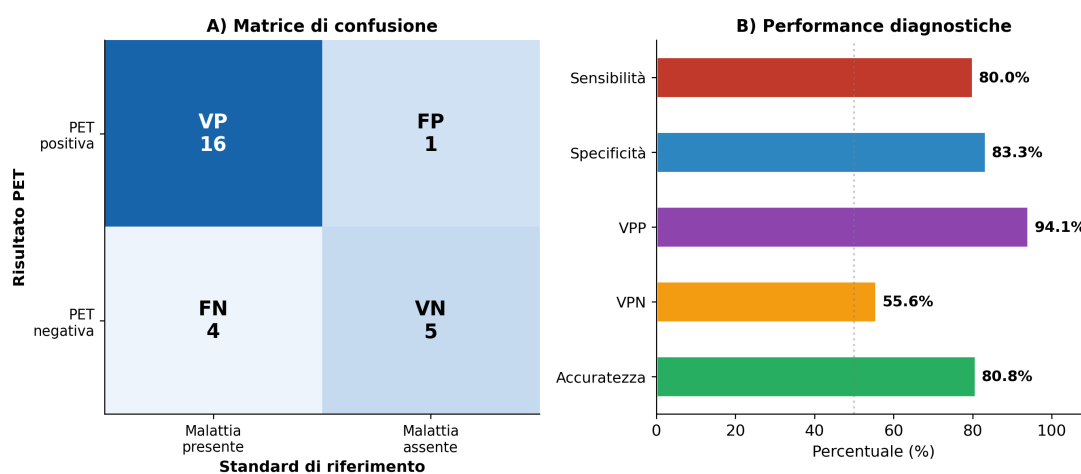 A) Matrice di confusione
Risultato PET
PET
positiva
PET
negativa
VP
16
FP
1
FN
4
VN
5
Malattia
presente
Malattia
assente
Standard di riferimento
B) Performance diagnostiche
Sensibilità
80.0%
Specificità
83.3%
VPP
94.1%
VPN
55.6%
Accuratezza
80.8%
0
20
40
60
80
100
Percentuale (%)